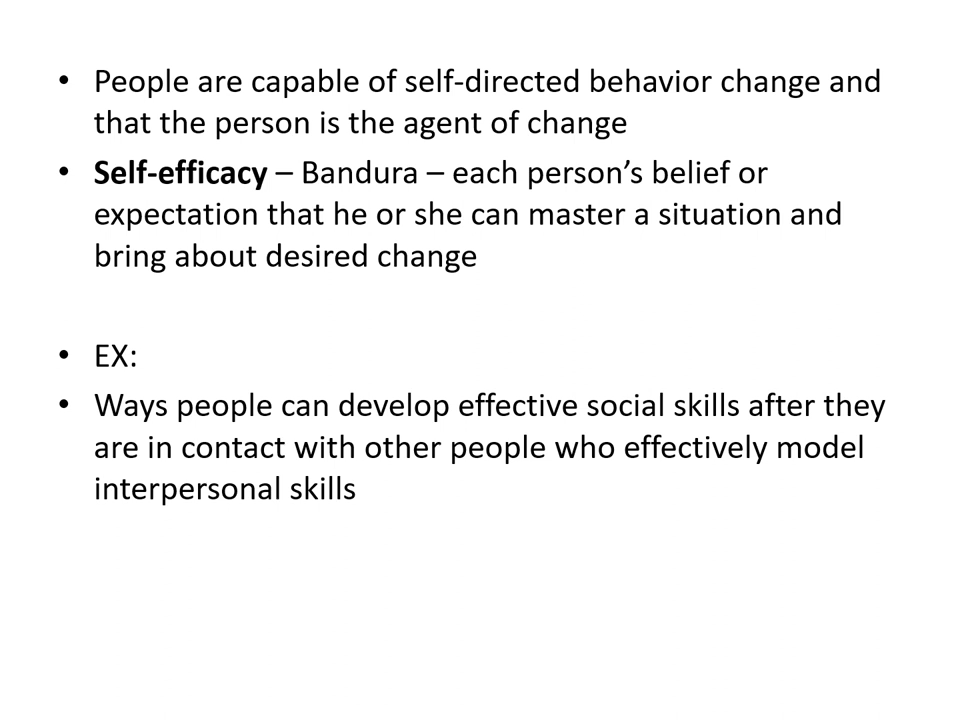 • People are capable of self-directed behavior change and
that the person is the agent of change
• Self-efficacy – Bandura – each person’s belief or
expectation that he or she can master a situation and
bring about desired change
• EX:
• Ways people can develop effective social skills after they
are in contact with other people who effectively model
interpersonal skills